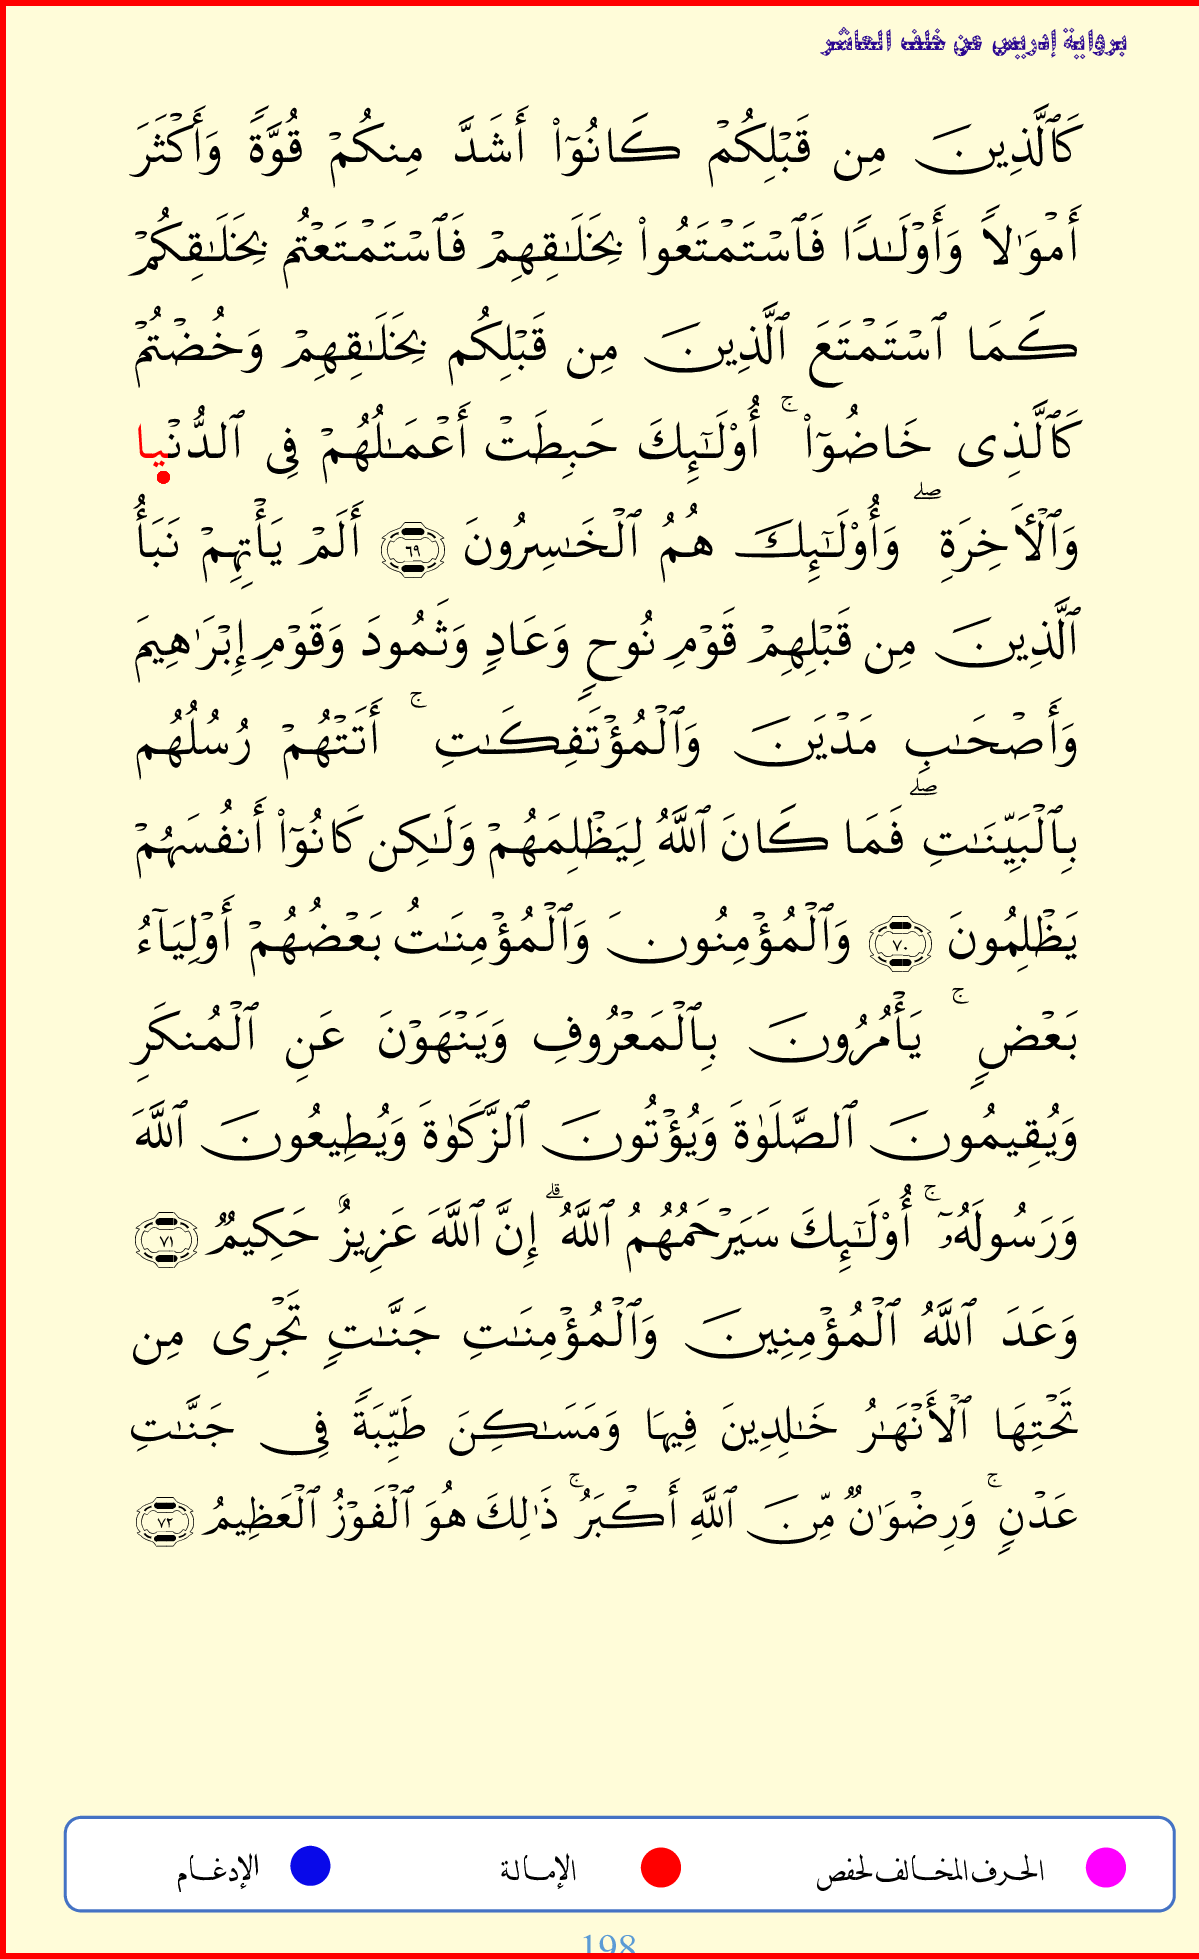 برواية إدريس عن خلف العاشر
كَٱلَّذِينَ مِن قَبْلِكُمْ كَانُوٓا۟ أَشَدَّ مِنكُمْ قُوَّةً وَأَكْثَرَ
أَمْوَٰلًا وَأَوْلَـٰدًا فَٱسْتَمْتَعُوا۟ بِخَلَـٰقِهِمْ فَٱسْتَمْتَعْتُم بِخَلَـٰقِكُمْ
كَمَا ٱسْتَمْتَعَ ٱلَّذِينَ مِن قَبْلِكُم بِخَلَـٰقِهِمْ وَخُضْتُمْ
كَٱلَّذِى خَاضُوٓا۟ ۚ أُو۟لَـٰٓئِكَ حَبِطَتْ أَعْمَـٰلُهُمْ فِى ٱلدُّنْيا
وَٱلْـَٔاخِرَةِ ۖ وَأُو۟لَـٰٓئِكَ هُمُ ٱلْخَـٰسِرُونَ ٦٩ أَلَمْ يَأْتِهِمْ نَبَأُ
ٱلَّذِينَ مِن قَبْلِهِمْ قَوْمِ نُوحٍ وَعَادٍ وَثَمُودَ وَقَوْمِ إِبْرَٰهِيمَ
وَأَصْحَـٰبِ مَدْيَنَ وَٱلْمُؤْتَفِكَـٰتِ ۚ أَتَتْهُمْ رُسُلُهُم
بِٱلْبَيِّنَـٰتِ ۖ فَمَا كَانَ ٱللَّهُ لِيَظْلِمَهُمْ وَلَـٰكِن كَانُوٓا۟ أَنفُسَهُمْ
يَظْلِمُونَ ٧٠ وَٱلْمُؤْمِنُونَ وَٱلْمُؤْمِنَـٰتُ بَعْضُهُمْ أَوْلِيَآءُ
بَعْضٍ ۚ يَأْمُرُونَ بِٱلْمَعْرُوفِ وَيَنْهَوْنَ عَنِ ٱلْمُنكَرِ
وَيُقِيمُونَ ٱلصَّلَوٰةَ وَيُؤْتُونَ ٱلزَّكَوٰةَ وَيُطِيعُونَ ٱللَّهَ
وَرَسُولَهُۥٓ ۚ أُو۟لَـٰٓئِكَ سَيَرْحَمُهُمُ ٱللَّهُ ۗ إِنَّ ٱللَّهَ عَزِيزٌ حَكِيمٌ ٧١
وَعَدَ ٱللَّهُ ٱلْمُؤْمِنِينَ وَٱلْمُؤْمِنَـٰتِ جَنَّـٰتٍ تَجْرِى مِن
تَحْتِهَا ٱلْأَنْهَـٰرُ خَـٰلِدِينَ فِيهَا وَمَسَـٰكِنَ طَيِّبَةً فِى جَنَّـٰتِ
عَدْنٍ ۚ وَرِضْوَٰنٌ مِّنَ ٱللَّهِ أَكْبَرُ ۚ ذَٰلِكَ هُوَ ٱلْفَوْزُ ٱلْعَظِيمُ ٧٢
الحرف المخالف لحفص الإمالة الإدغام
198